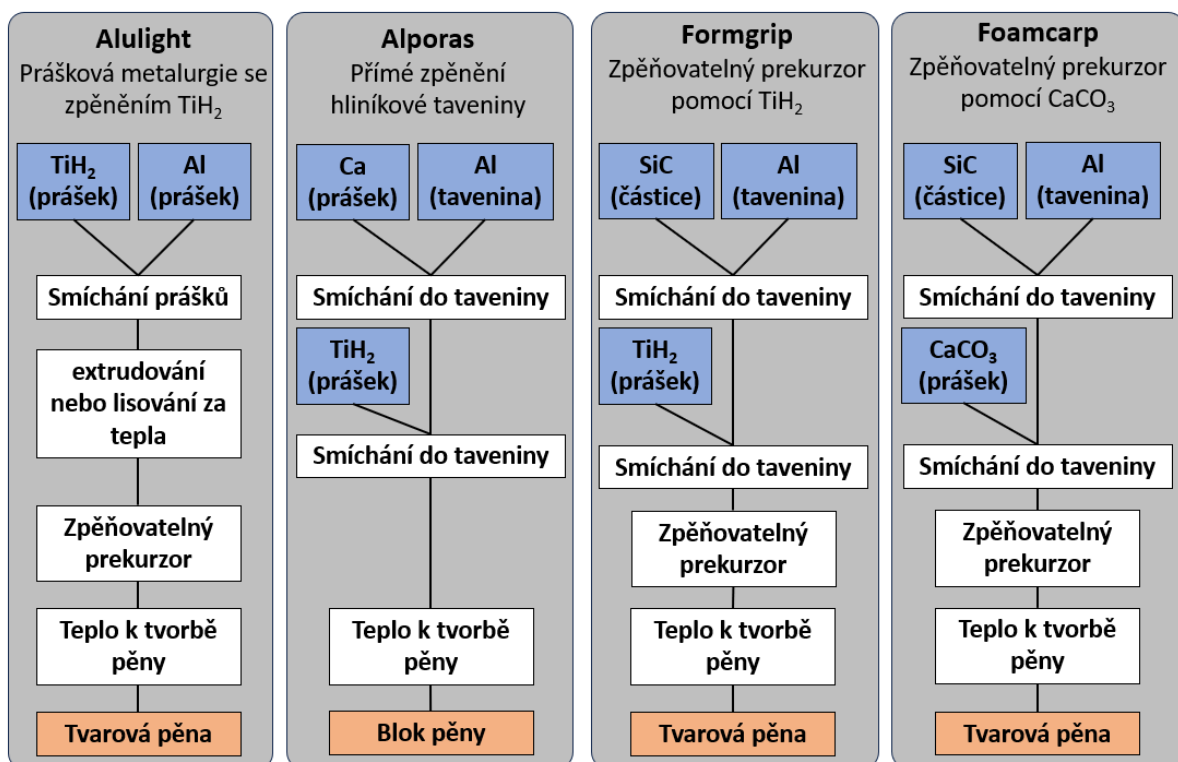 Alulight
Prášková metalurgie se
zpěněním TiH₂
TiH₂
(prášek)
Al
(prášek)
Smíchání prášků
extrudování
nebo lisování za
tepla
Zpěňovatelný
prekurzor
Teplo k tvorbě
pěny
Tvarová pěna
Alporas
Přímé zpěnění
hliníkové taveniny
Ca
(prášek)
Al
(tavenina)
Smíchání do taveniny
TiH₂
(prášek)
Smíchání do taveniny
Teplo k tvorbě
pěny
Blok pěny
Formgrip
Zpěňovatelný prekurzor
pomocí TiH₂
SiC
(částice)
Al
(tavenina)
Smíchání do taveniny
TiH₂
(prášek)
Smíchání do taveniny
Zpěňovatelný
prekurzor
Teplo k tvorbě
pěny
Tvarová pěna
Foamcarp
Zpěňovatelný prekurzor
pomocí CaCO₃
SiC
(částice)
Al
(tavenina)
Smíchání do taveniny
CaCO₃
(prášek)
Smíchání do taveniny
Zpěňovatelný
prekurzor
Teplo k tvorbě
pěny
Tvarová pěna